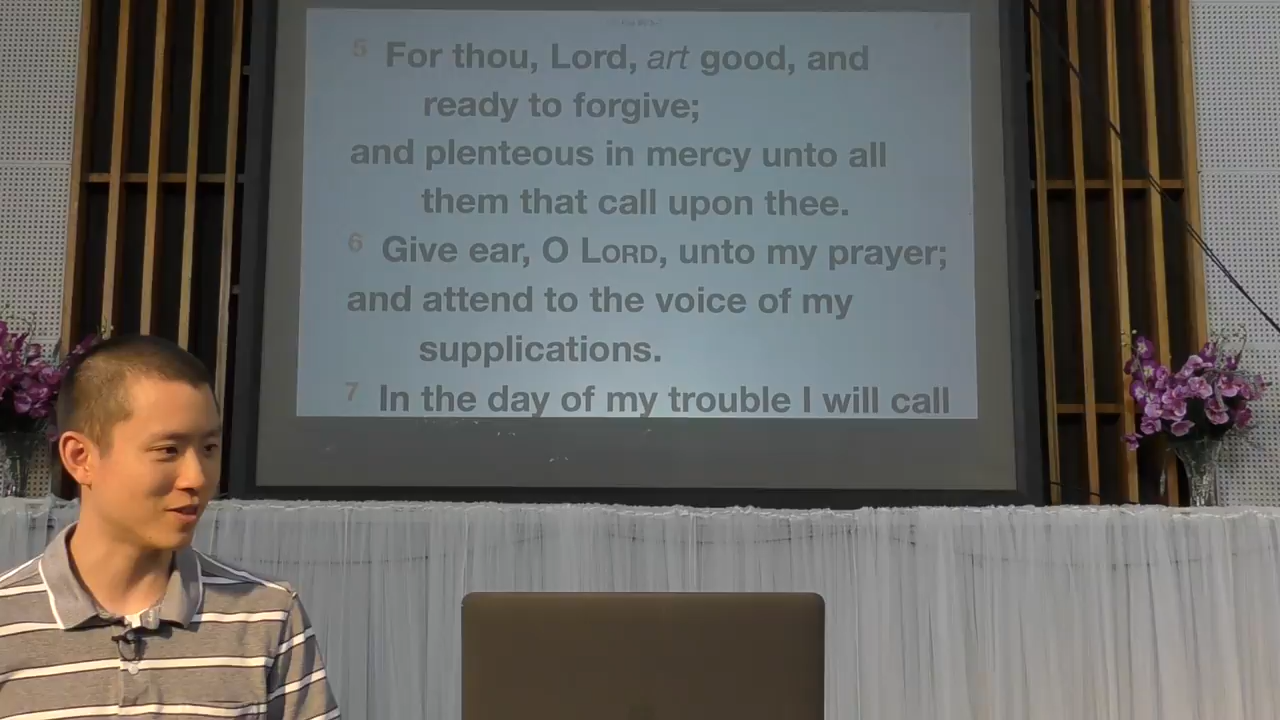 5 For thou, Lord, art good, and
ready to forgive;
and plenteous in mercy unto all
them that call upon thee.
6 Give ear, O LORD, unto my prayer;
and attend to the voice of my
supplications.
7 In the day of my trouble I will call